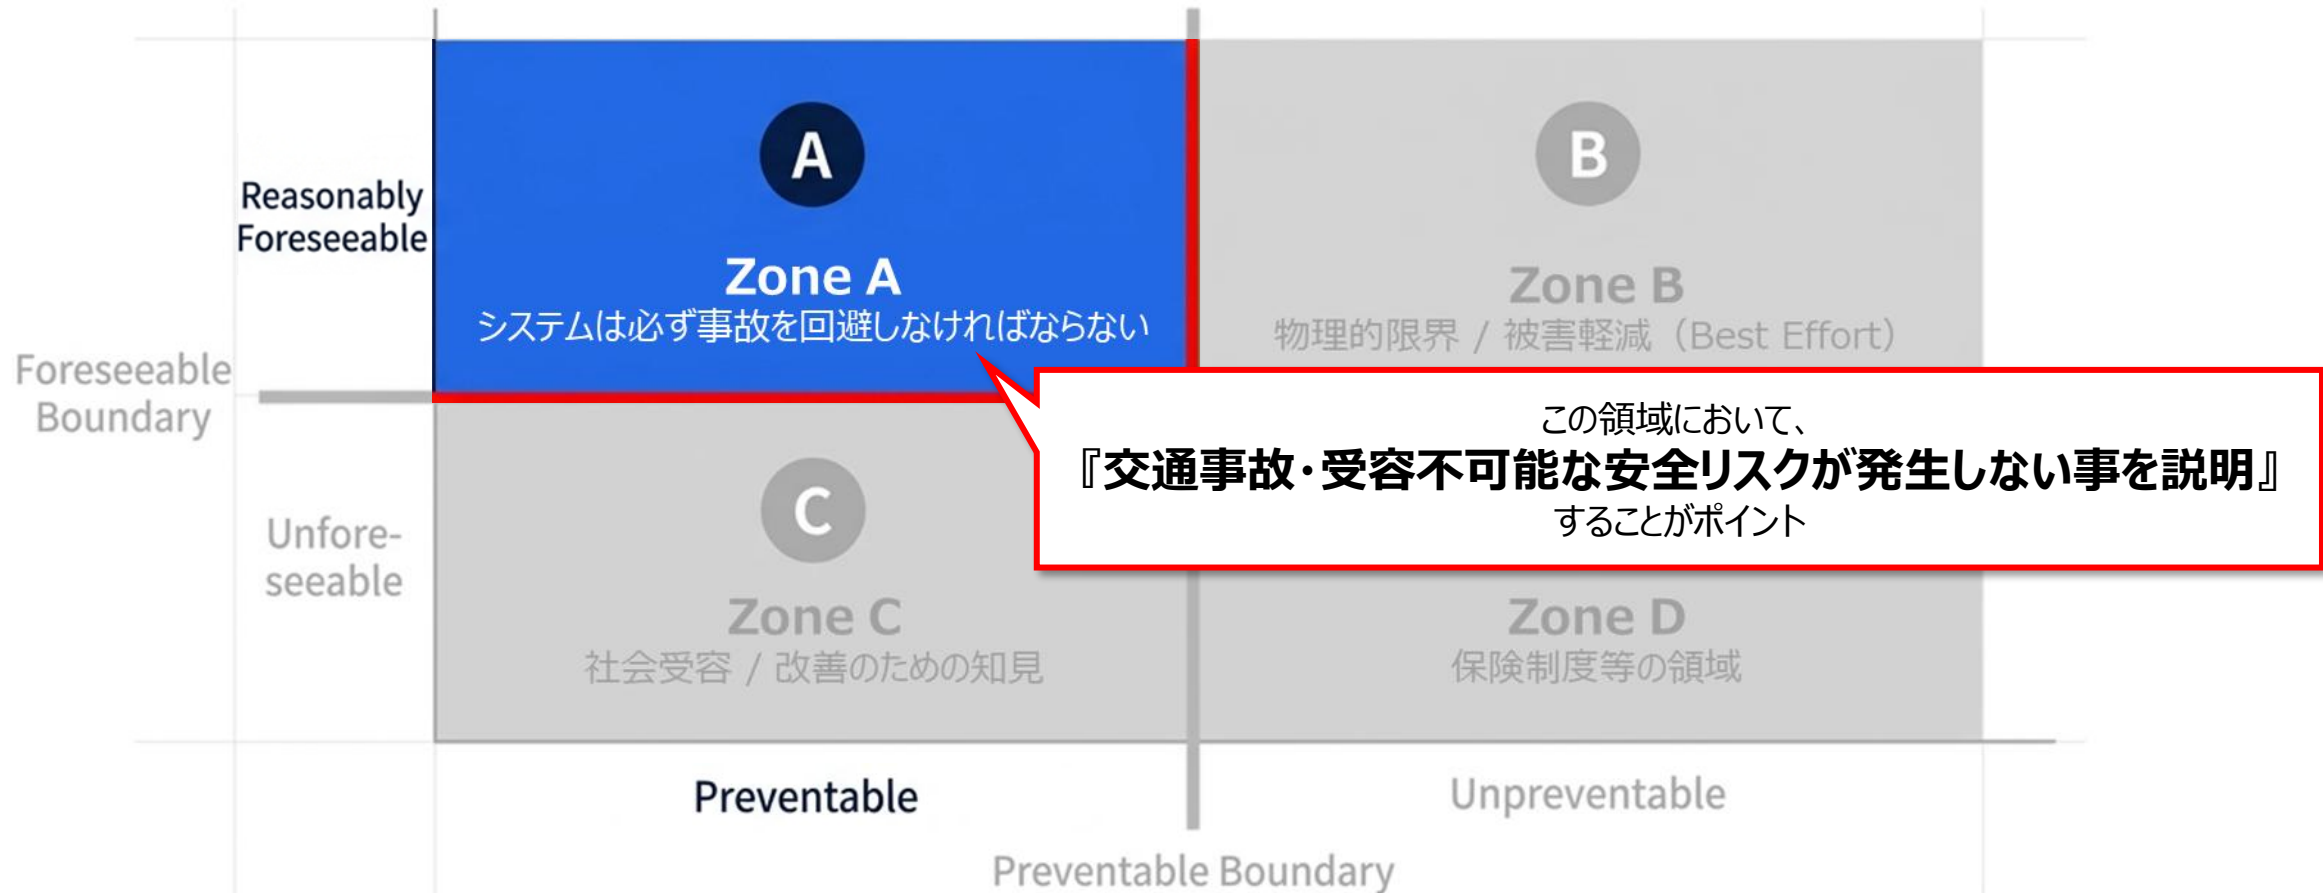 A
B
Reasonably
Foreseeable
Zone A
システムは必ず事故を回避しなければならない
Zone B
物理的限界 / 被害軽減（Best Effort）
Foreseeable
Boundary
この領域において、
『交通事故・受容不可能な安全リスクが発生しない事を説明』
することがポイント
C
Unfore-
seeable
Zone C
社会受容 / 改善のための知見
Zone D
保険制度等の領域
Preventable
Unpreventable
Preventable Boundary